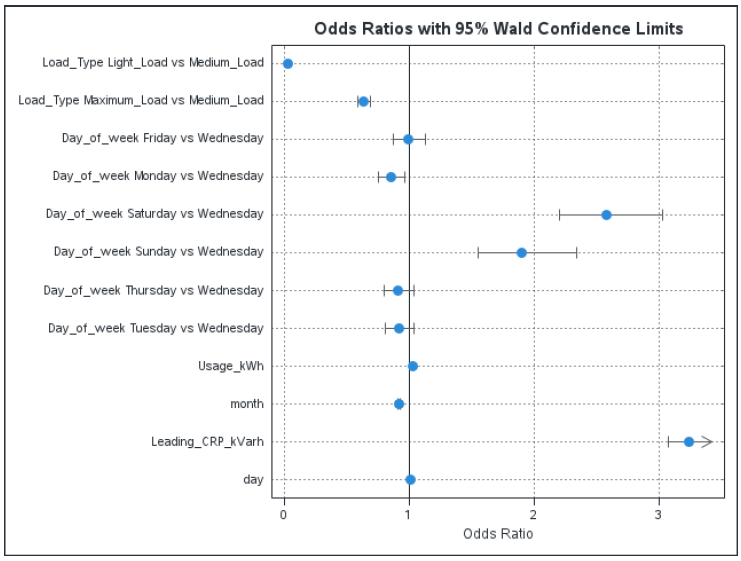 Odds Ratios with 95% Wald Confidence Limits
Load_Type Light_Load vs Medium_Load
Load_Type Maximum_Load vs Medium_Load
Day_of_week Friday vs Wednesday
Day_of_week Monday vs Wednesday
Day_of_week Saturday vs Wednesday
Day_of_week Sunday vs Wednesday
Day_of_week Thursday vs Wednesday
Day_of_week Tuesday vs Wednesday
Usage_kWh
month
Leading_CRP_kVarh
day
0 1 2 3
Odds Ratio